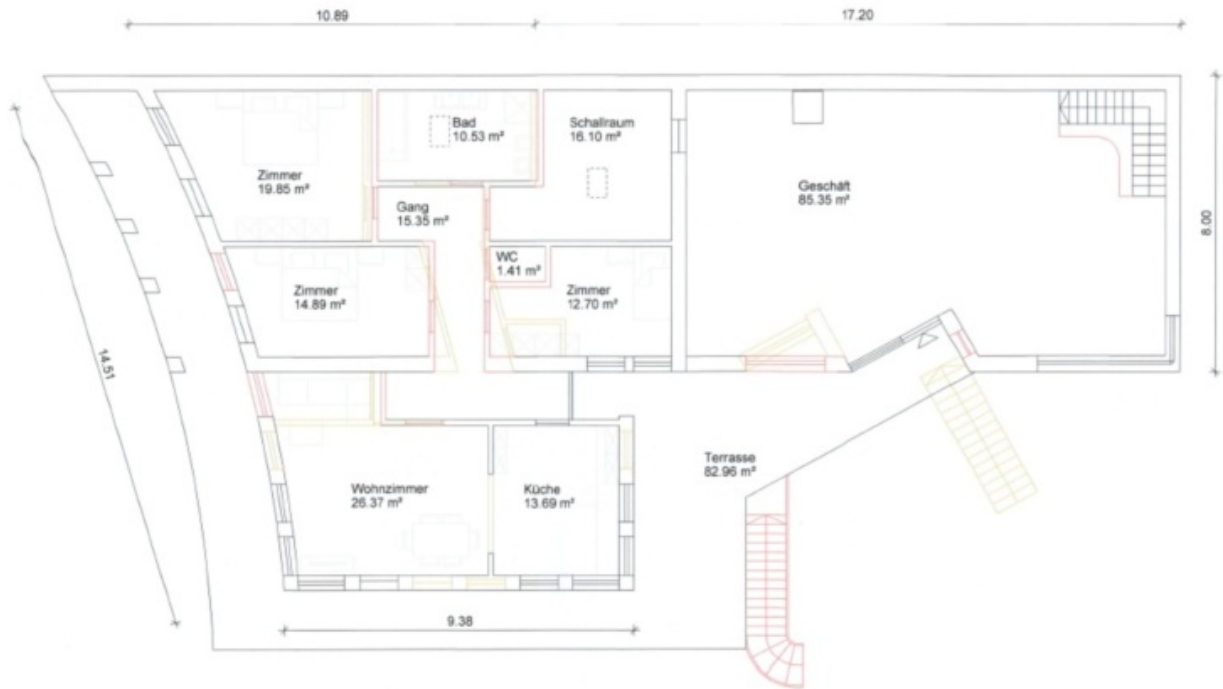 10.89
17.20
Bad
10.53 m²
Schallraum
16.10 m²
Zimmer
19.85 m²
Geschäft
85.35 m²
Gang
15.35 m²
8.00
WC
1.41 m²
Zimmer
14.89 m²
Zimmer
12.70 m²
14.51
Terrasse
82.96 m²
Wohnzimmer
26.37 m²
Küche
13.69 m²
9.38